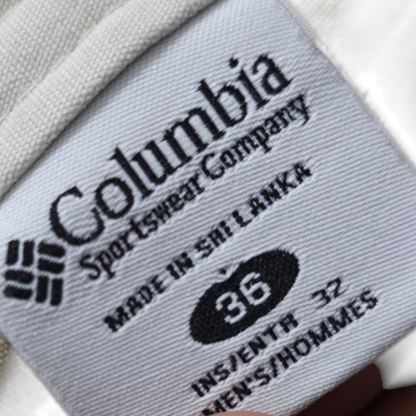 Columbia
Sportswear Company
MADE IN SRI LANKA
36
INS/ENTR 32
MEN'S/HOMMES